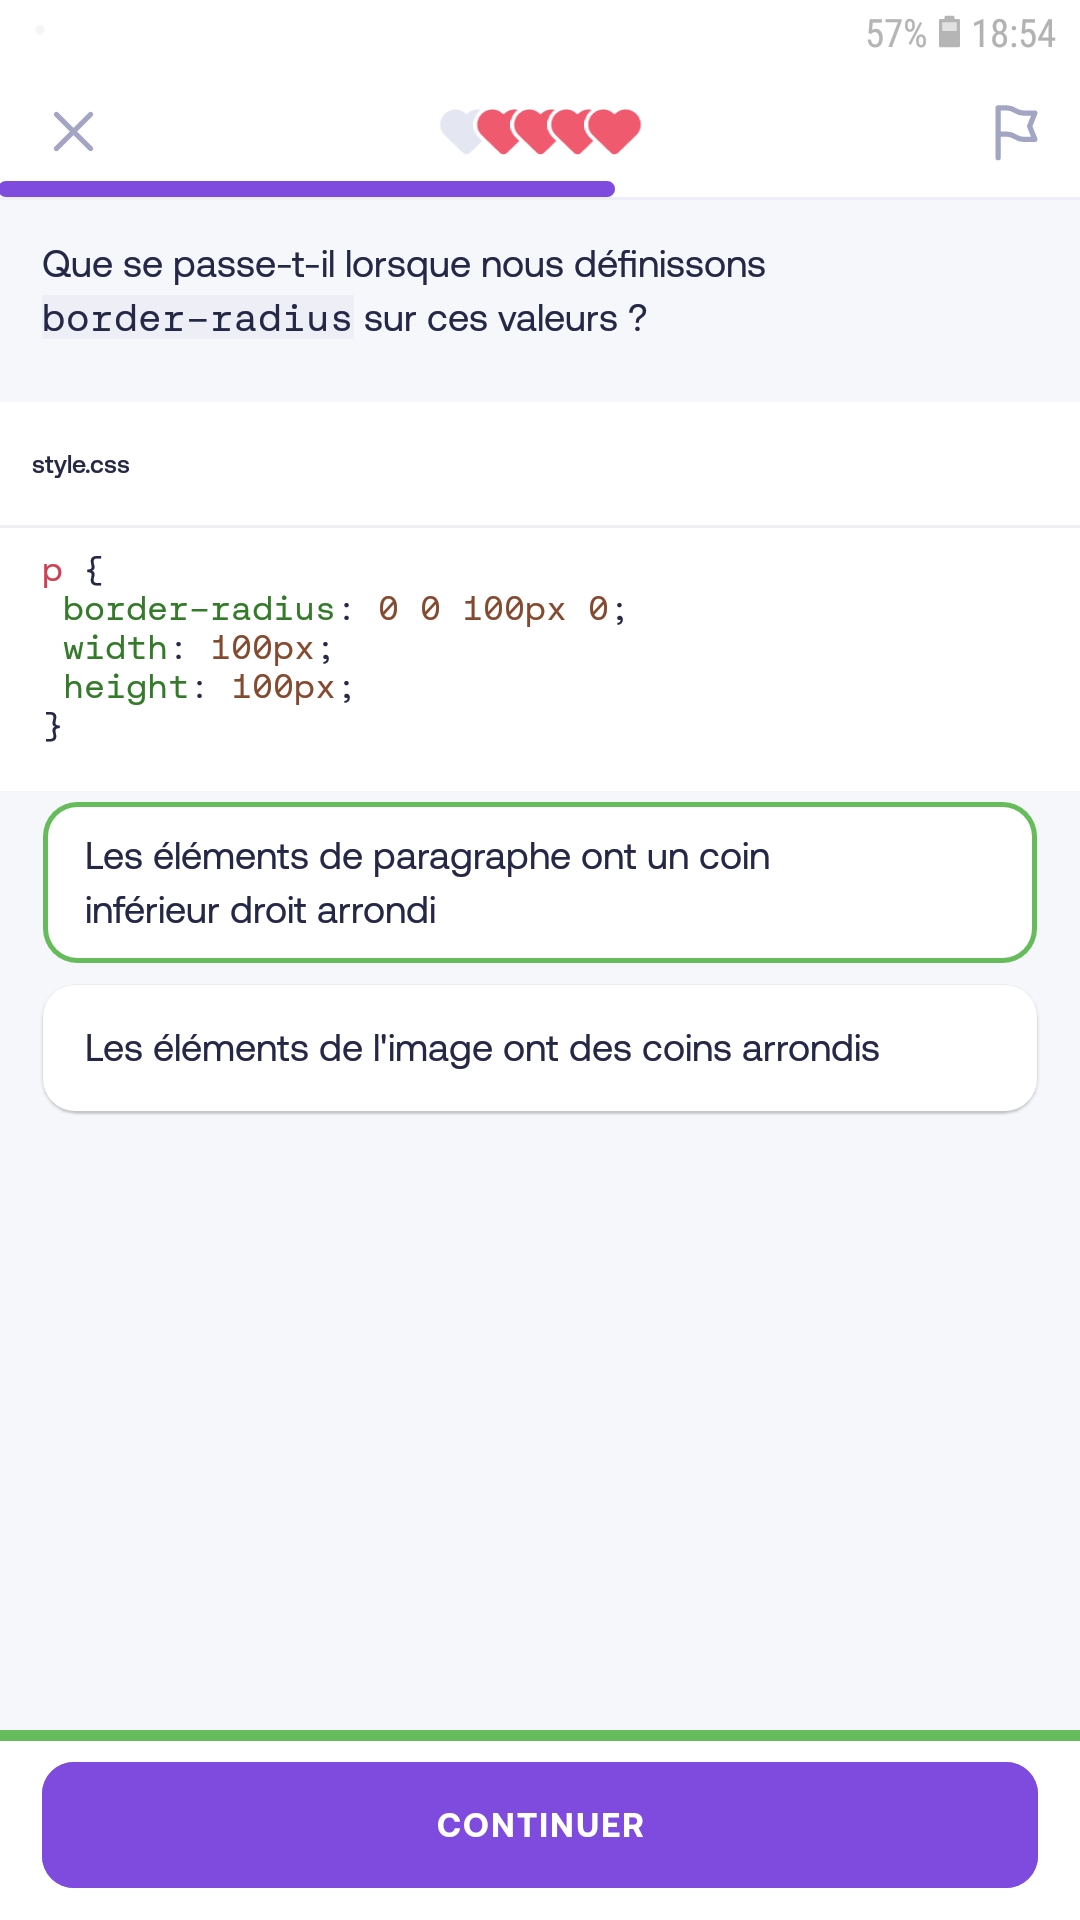 57% 18:54
Que se passe-t-il lorsque nous définissons
border-radius sur ces valeurs ?
style.css
p {
border-radius: 0 0 100px 0;
width: 100px;
height: 100px;
}
Les éléments de paragraphe ont un coin
inférieur droit arrondi
Les éléments de l'image ont des coins arrondis
CONTINUER